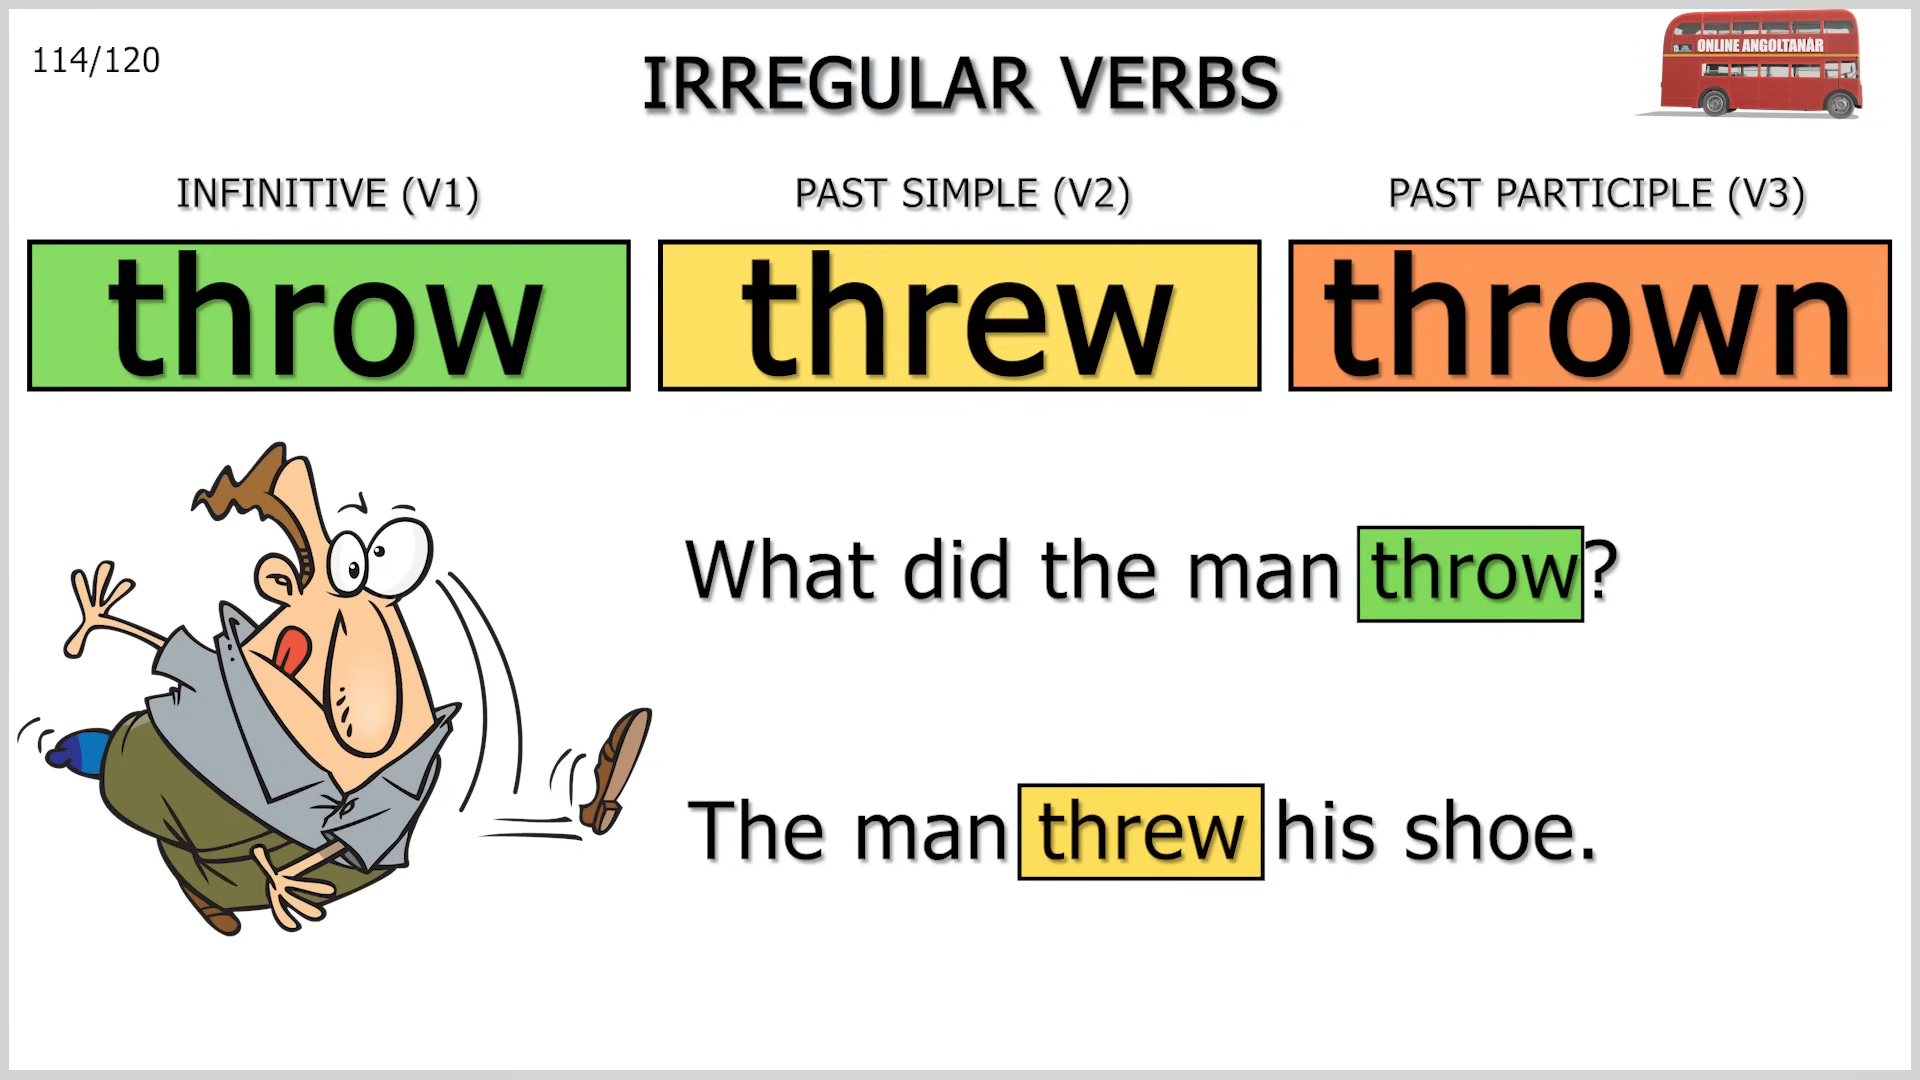 114/120
IRREGULAR VERBS
ONLINE ANGOLTANÁR
INFINITIVE (V1) PAST SIMPLE (V2) PAST PARTICIPLE (V3)
throw threw thrown
What did the man throw?
The man threw his shoe.